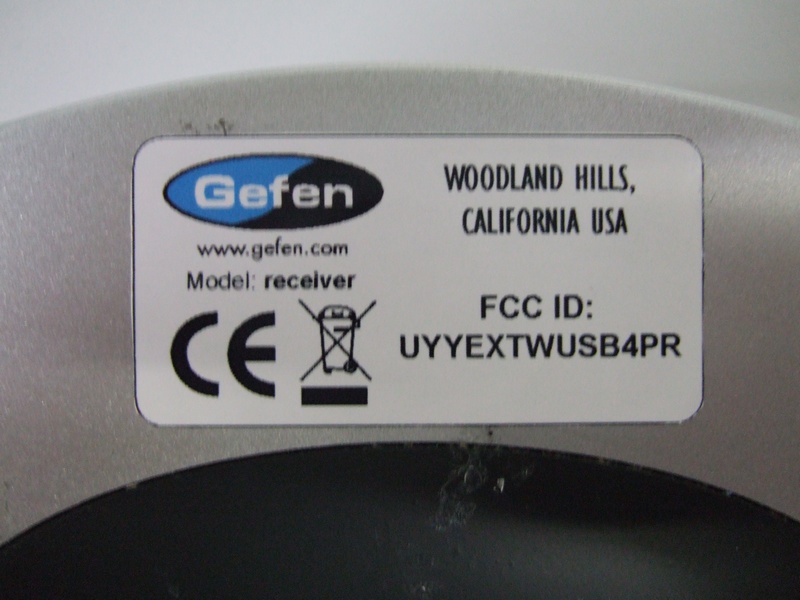 Gefen
www.gefen.com
Model: receiver
CE
WOODLAND HILLS,
CALIFORNIA USA
FCC ID:
UYYEXTWUSB4PR